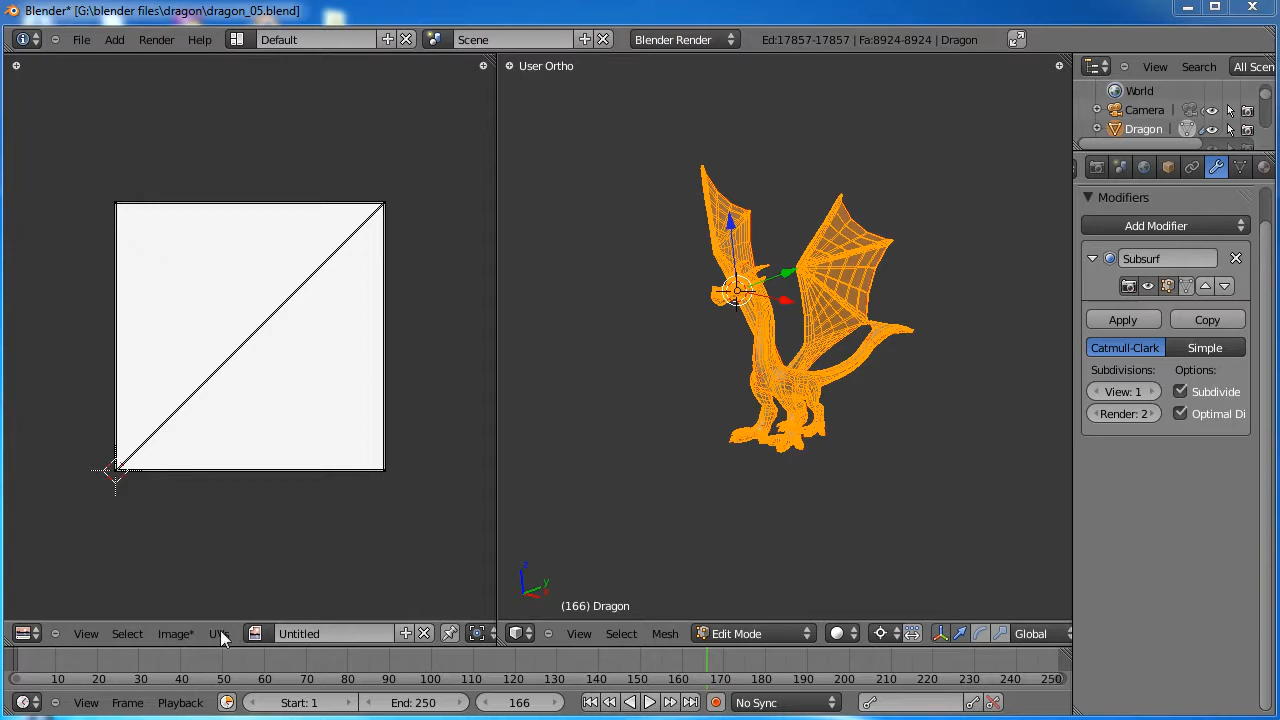 Blender* [G:\blender files\dragon\dragon_05.blend]
File Add Render Help Default Scene Blender Render Ed:17857-17857 | Fa:8924-8924 | Dragon
View Search All Scen
World
Camera
Dragon
User Ortho
Modifiers
Add Modifier
Subsurf
Apply Copy
Catmull-Clark Simple
Subdivisions: Options:
View: 1 Subdivide
Render: 2 Optimal Di
z
y
x
(166) Dragon
View Select Image* Untitled
View Select Mesh Edit Mode Global
10 20 30 40 50 60 70 80 90 100 110 120 130 140 150 160 170 180 190 200 210 220 230 240 250
View Frame Playback Start: 1 End: 250 166 No Sync